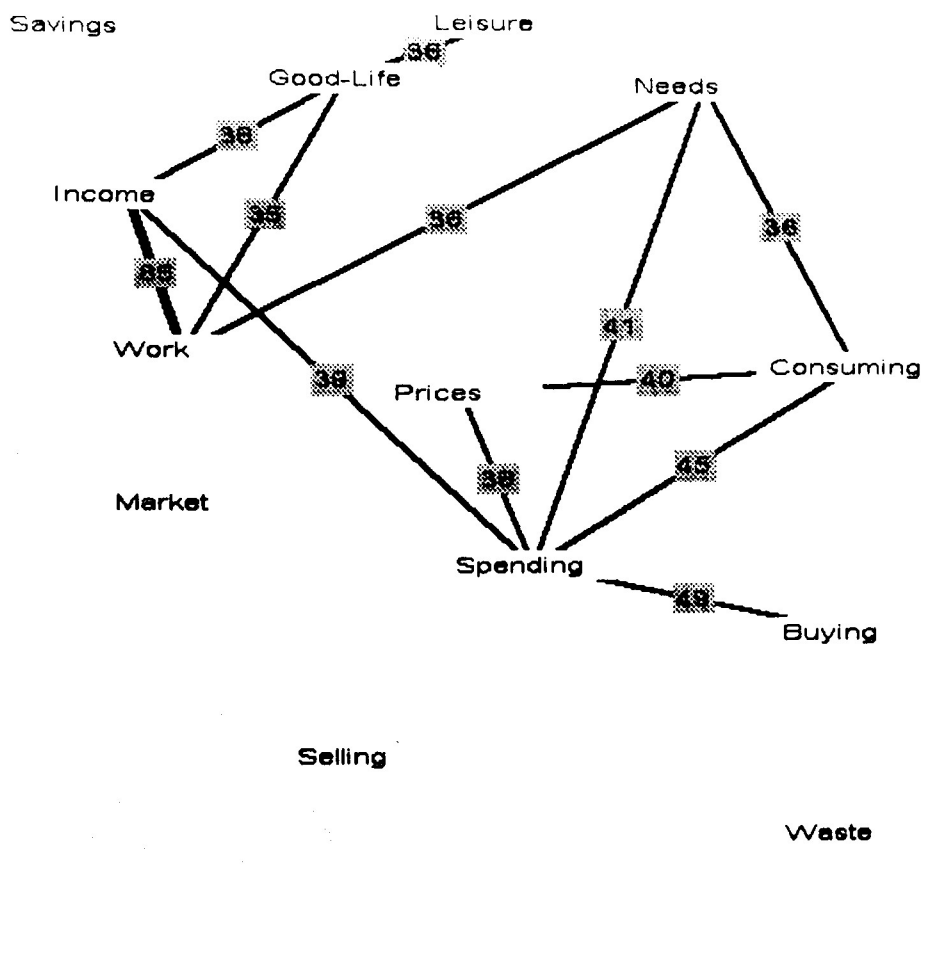 Savings
Leisure
36
Good-Life
Needs
38
Income
35
36
36
Work
41
Consuming
39
40
Prices
45
38
Market
Spending
49
Buying
Selling
Waste